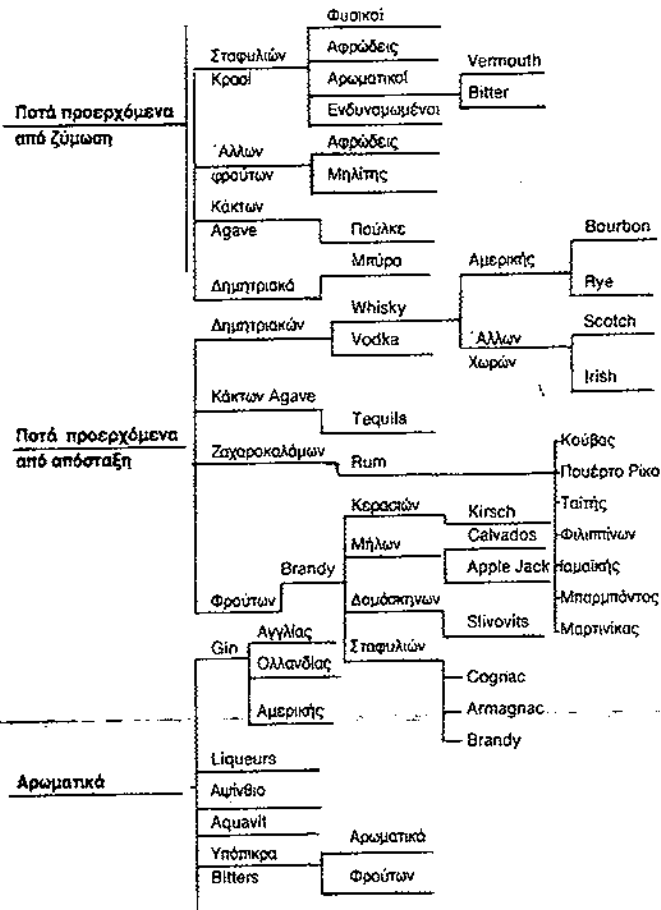 Φυσικοί
Σταφυλιών
Κρασί
Αφρώδεις
Αρωματικοί
Vermouth
Bitter
Ενδυναμωμένοι
Ποτά προερχόμενα
από ζύμωση
Άλλων
φρούτων
Αφρώδεις
Μηλίτης
Κάκτων
Agave
Πούλκε
Δημητριακά
Μπύρα
Δημητριακών
Whisky
Vodka
Αμερικής
Bourbon
Rye
Άλλων
Χωρών
Scotch
Irish
Κάκτων Agave
Tequils
Ποτά προερχόμενα
από απόσταξη
Ζαχαροκαλάμων
Rum
Κούβας
Πουέρτο Ρίκο
Ταϊτής
Φιλιππίνων
Ιαμαϊκής
Μπαρμπάντος
Μαρτινίκας
Φρούτων
Brandy
Κερασιών
Kirsch
Μήλων
Calvados
Apple Jack
Δαμάσκηνων
Slivovits
Σταφυλιών
Cognac
Armagnac
Brandy
Gin
Αγγλίας
Ολλανδίας
Αμερικής
Αρωματικά
Liqueurs
Αψίνθιο
Aquavit
Υπόπικρα
Bitters
Αρωματικά
Φρούτων